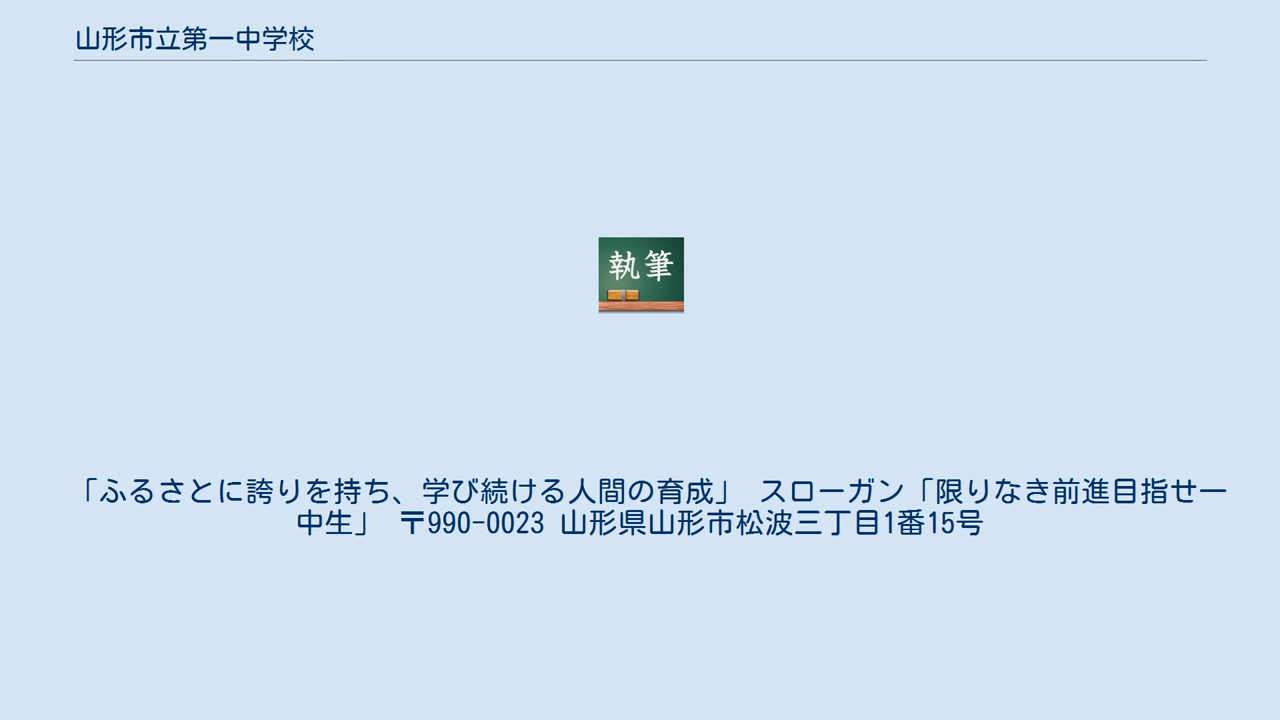 山形市立第一中学校
執筆
「ふるさとに誇りを持ち、学び続ける人間の育成」 スローガン「限りなき前進目指せ一
中生」 〒990-0023 山形県山形市松波三丁目1番15号